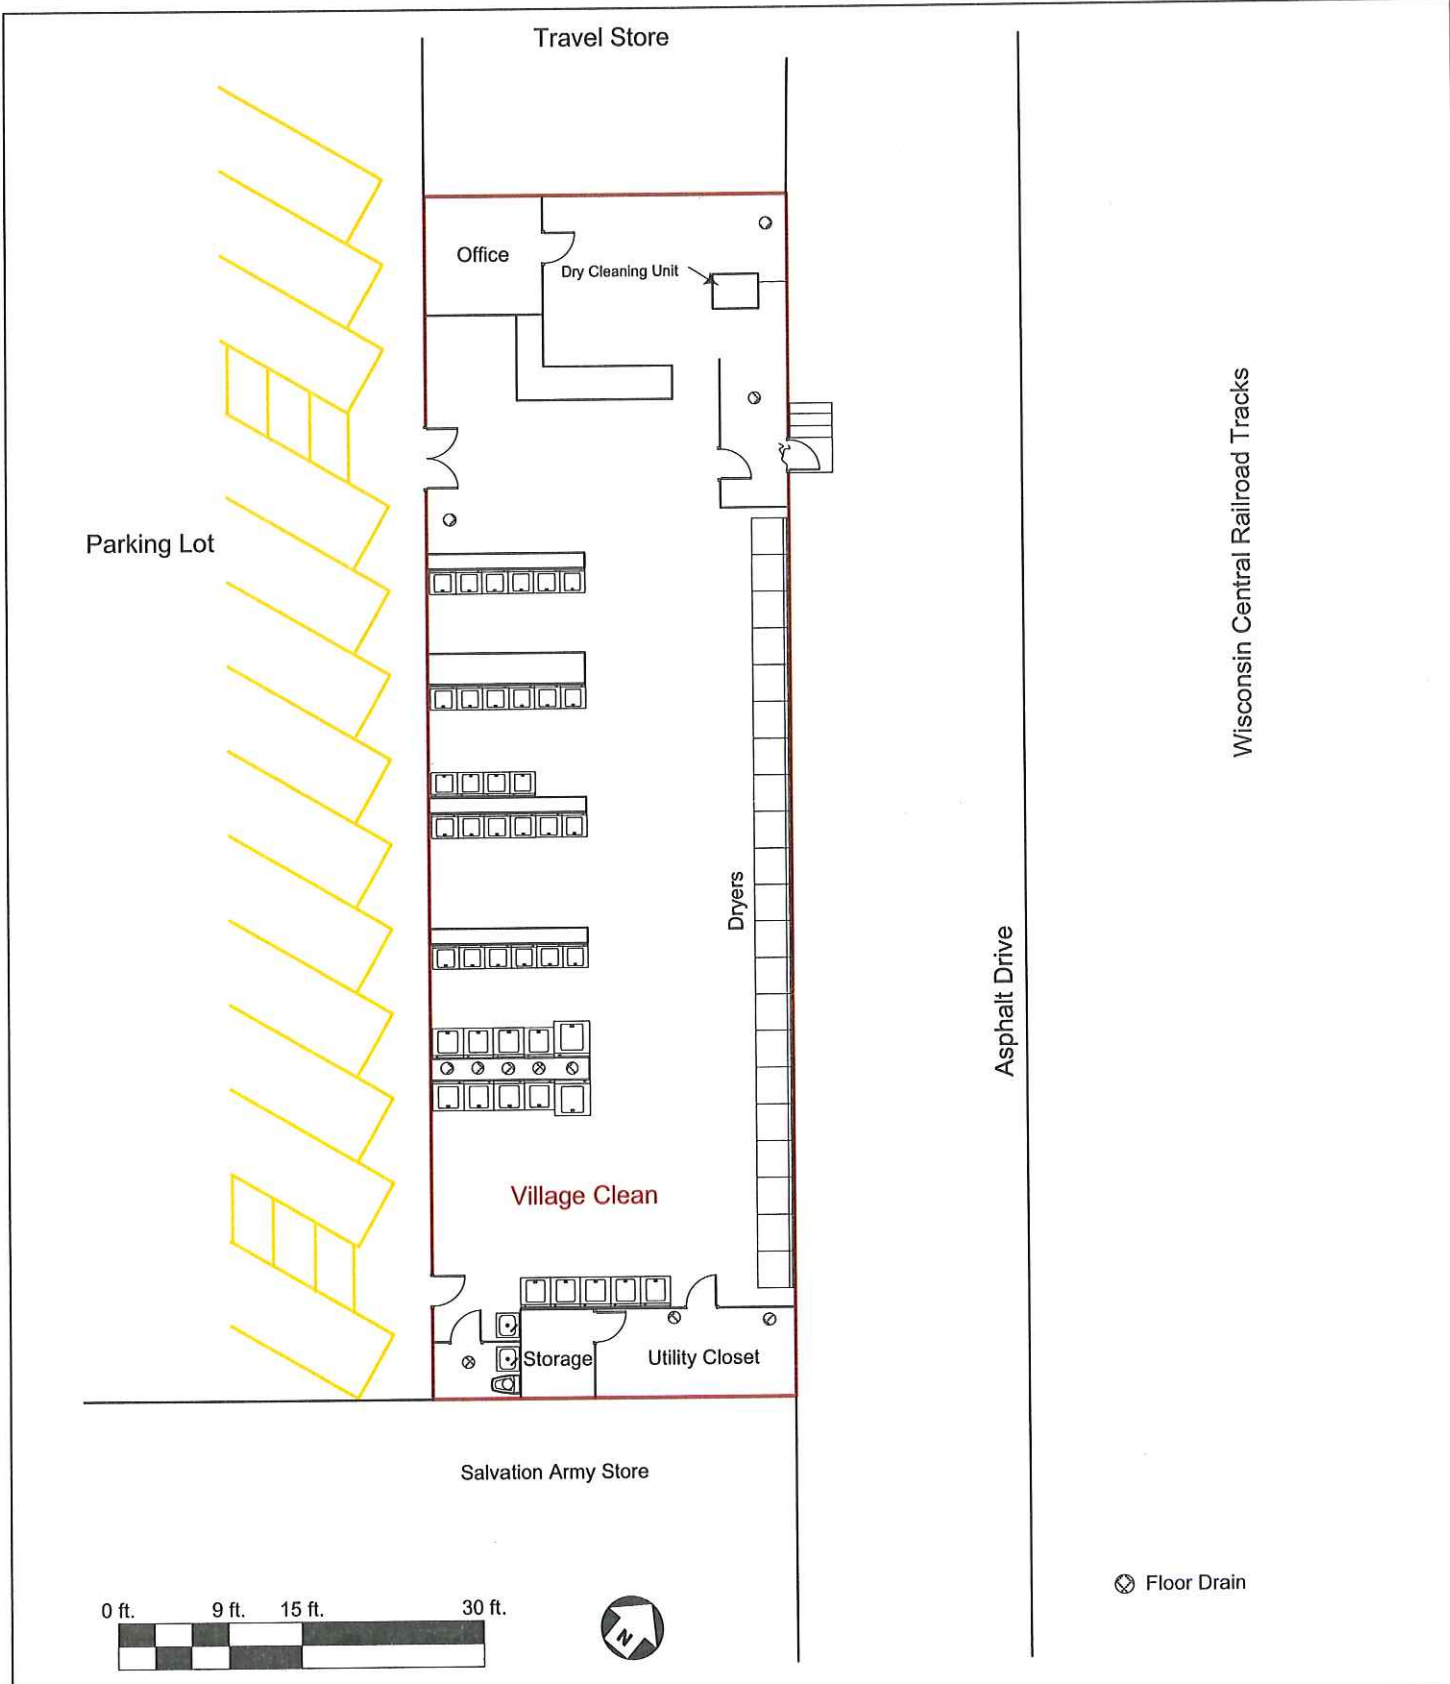 Travel Store
Office
Dry Cleaning Unit
Parking Lot
Wisconsin Central Railroad Tracks
Dryers
Asphalt Drive
Village Clean
Storage
Utility Closet
Salvation Army Store
Floor Drain
0 ft. 9 ft. 15 ft. 30 ft.
N